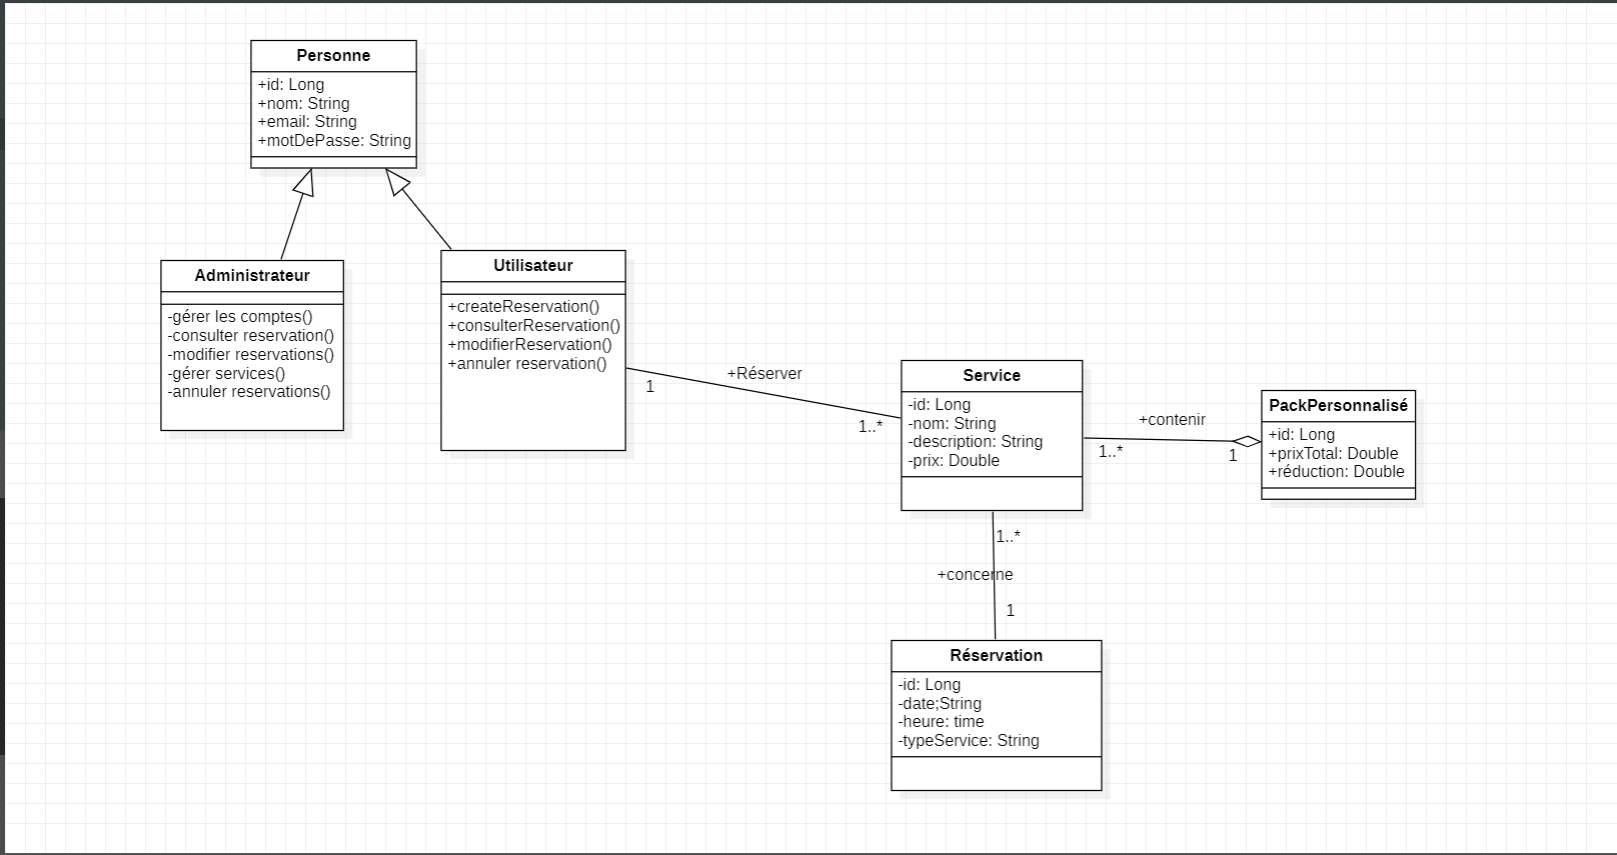 Personne
+id: Long
+nom: String
+email: String
+motDePasse: String
Administrateur
-gérer les comptes()
-consulter reservation()
-modifier reservations()
-gérer services()
-annuler reservations()
Utilisateur
+createReservation()
+consulterReservation()
+modifierReservation()
+annuler reservation()
+Réserver
1
1..*
Service
-id: Long
-nom: String
-description: String
-prix: Double
+contenir
1..*
1
PackPersonnalisé
+id: Long
+prixTotal: Double
+réduction: Double
1..*
+concerne
1
Réservation
-id: Long
-date;String
-heure: time
-typeService: String